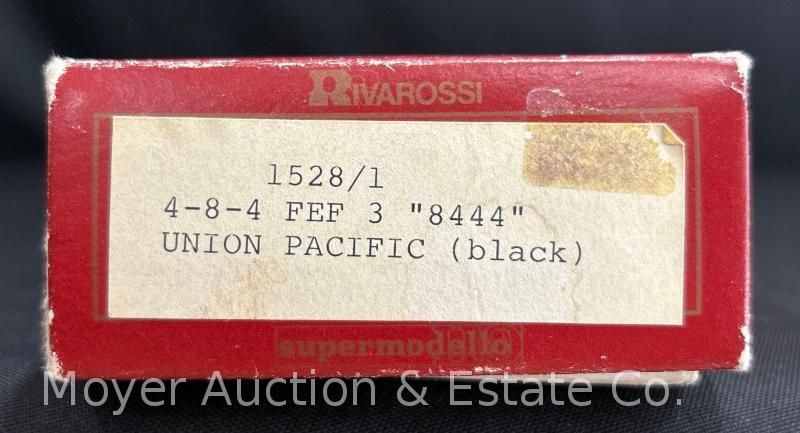 RIVAROSSI
1528/1
4-8-4 FEF 3 "8444"
UNION PACIFIC (black)
supermodello
Moyer Auction & Estate Co.